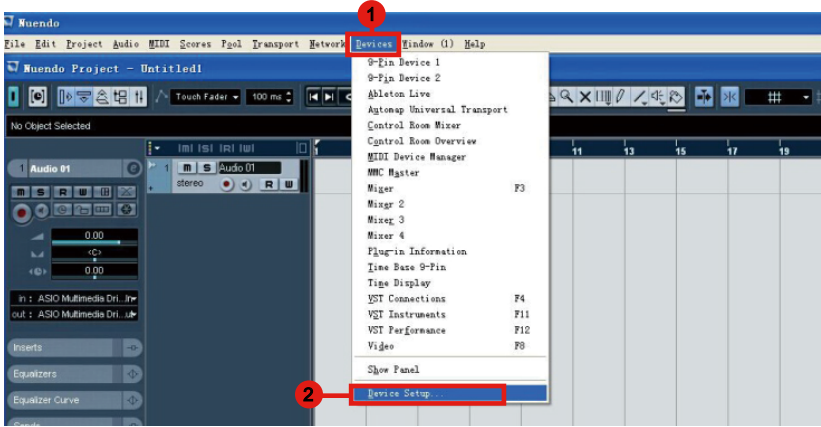 1
Nuendo
File Edit Project Audio MIDI Scores Pool Transport Network Devices Window (1) Help
Nuendo Project - Untitled1
Touch Fader 100 ms
No Object Selected
11 13 15 17 19
1 Audio 01
m S R W
0.00
<C>
0.00
in : ASIO Multimedia Dri...In
out : ASIO Multimedia Dri...ut
Inserts
Equalizers
Equalizer Curve
Sends
|m| |s| |R| |w|
1 m S Audio 01
stereo R W
9-Pin Device 1
9-Pin Device 2
Ableton Live
Automap Universal Transport
Control Room Mixer
Control Room Overview
MIDI Device Manager
MMC Master
Mixer F3
Mixer 2
Mixer 3
Mixer 4
Plug-in Information
Time Base 9-Pin
Time Display
VST Connections F4
VST Instruments F11
VST Performance F12
Video F8
Show Panel
2
Device Setup...